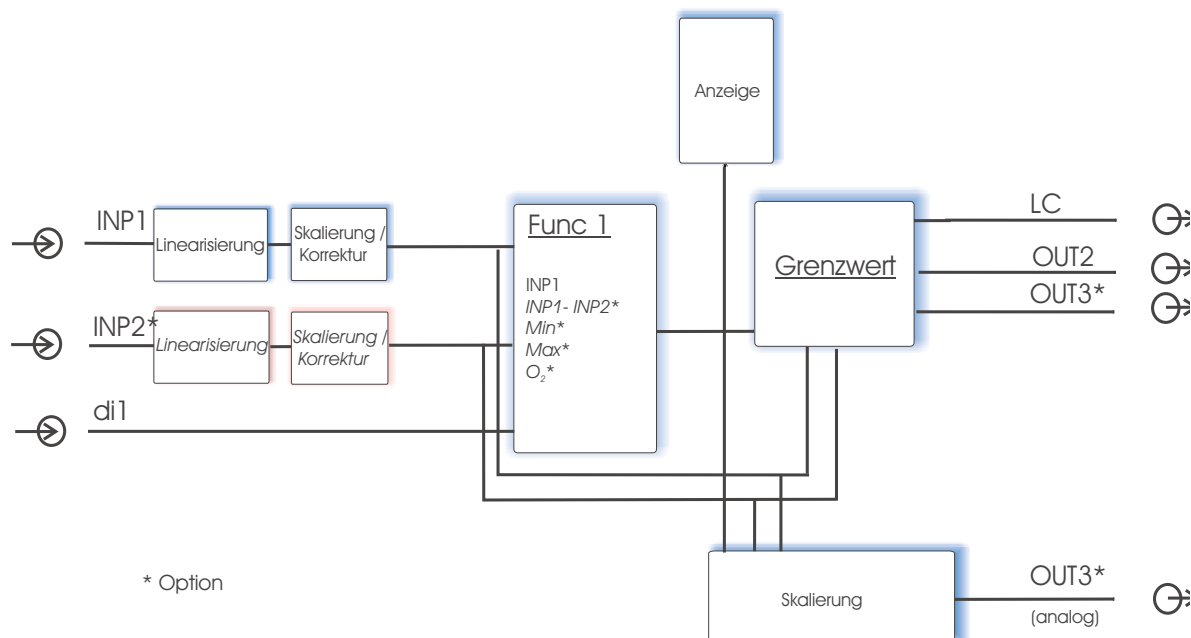 Anzeige
INP1
Linearisierung
Skalierung /
Korrektur
INP2*
Linearisierung
Skalierung /
Korrektur
di1
Func 1
INP1
INP1- INP2*
Min*
Max*
O₂*
Grenzwert
LC
OUT2
OUT3*
* Option
Skalierung
OUT3*
(analog)